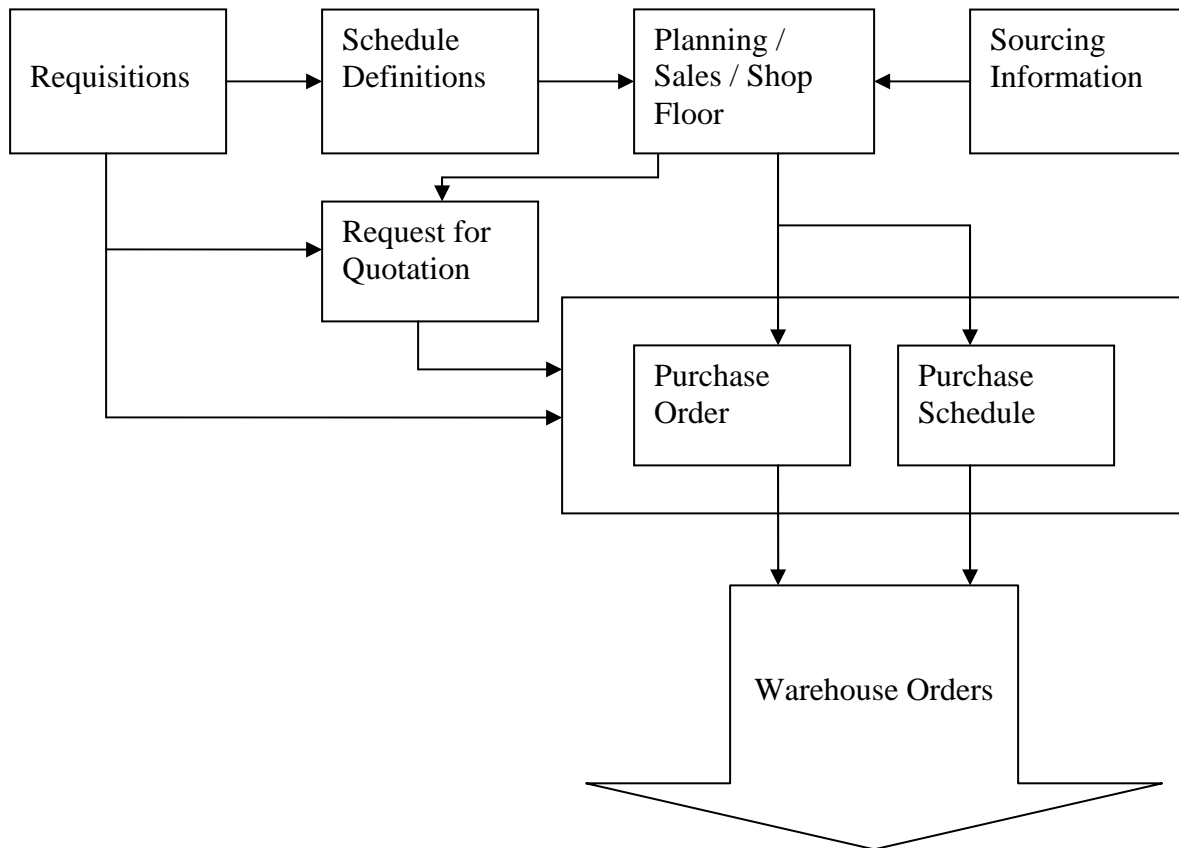 Requisitions
Schedule
Definitions
Planning /
Sales / Shop
Floor
Sourcing
Information
Request for
Quotation
Purchase
Order
Purchase
Schedule
Warehouse Orders